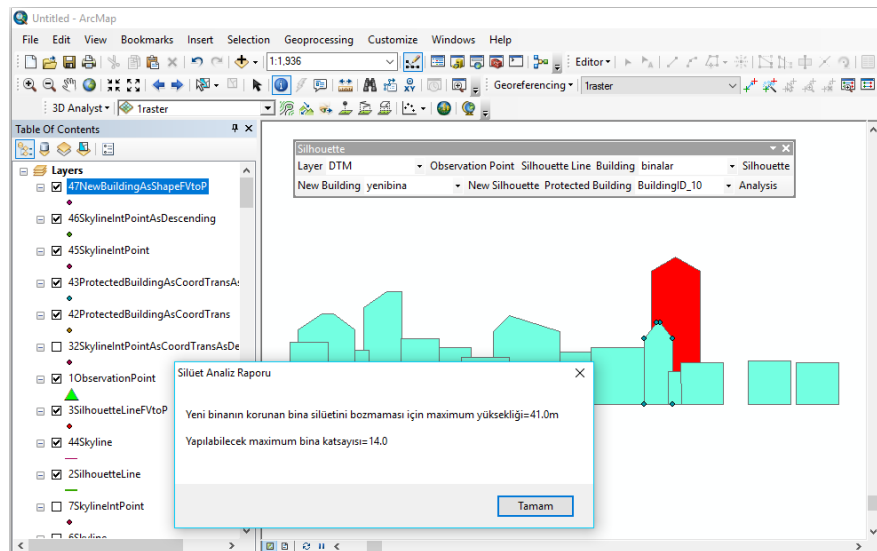 Untitled - ArcMap
File Edit View Bookmarks Insert Selection Geoprocessing Customize Windows Help
1:1,936
Editor
Georeferencing 1raster
3D Analyst 1raster
Table Of Contents
Layers
47NewBuildingAsShapeFVtoP
46SkylineIntPointAsDescending
45SkylineIntPoint
43ProtectedBuildingAsCoordTransAs
42ProtectedBuildingAsCoordTrans
32SkylineIntPointAsCoordTransAsDe
1ObservationPoint
3SilhouetteLineFVtoP
44Skyline
2SilhouetteLine
7SkylineIntPoint
6Skyline
Silhouette
Layer DTM Observation Point Silhouette Line Building binalar Silhouette
New Building yenibina New Silhouette Protected Building BuildingID_10 Analysis
Silüet Analiz Raporu
Yeni binanın korunan bina silüetini bozmaması için maximum yüksekliği=41.0m
Yapılabilecek maximum bina katsayısı=14.0
Tamam